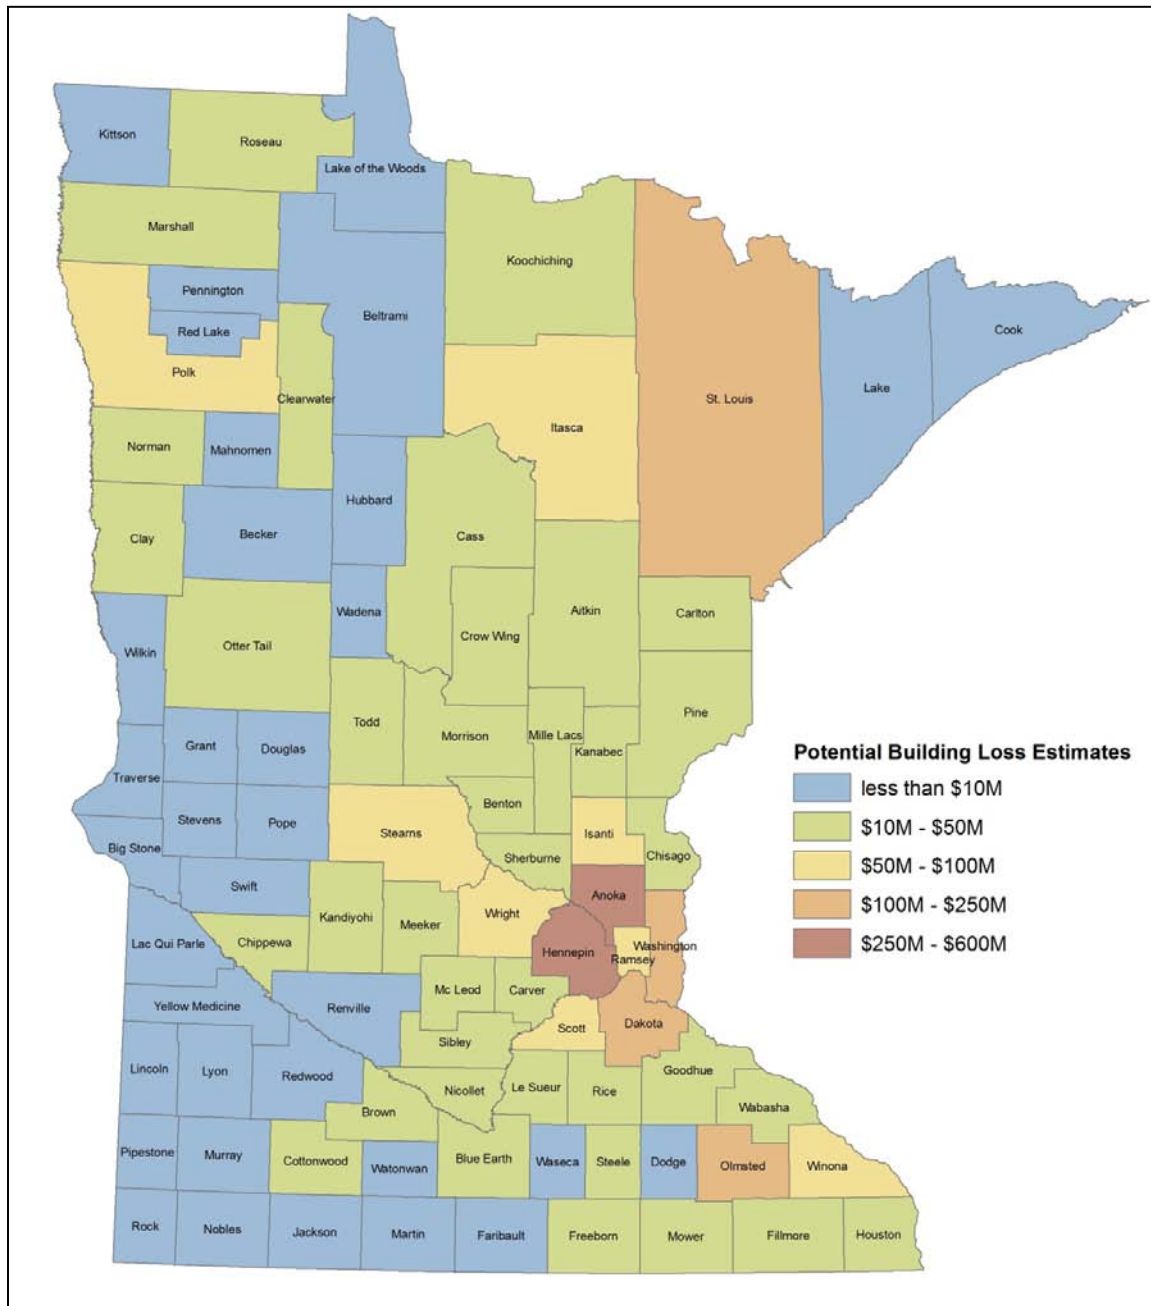 Kittson
Roseau
Lake of the Woods
Marshall
Koochiching
Pennington
Beltrami
Red Lake
Cook
Polk
Lake
Clearwater
St. Louis
Itasca
Norman
Mahnomen
Hubbard
Becker
Cass
Clay
Wadena
Aitkin
Carlton
Crow Wing
Otter Tail
Wilkin
Pine
Todd
Morrison
Mille Lacs
Kanabec
Grant
Douglas
Traverse
Potential Building Loss Estimates
less than $10M
$10M - $50M
$50M - $100M
$100M - $250M
$250M - $600M
Benton
Stevens
Pope
Stearns
Isanti
Big Stone
Sherburne
Chisago
Swift
Anoka
Kandiyohi
Meeker
Wright
Lac Qui Parle
Chippewa
Hennepin
Washington
Ramsey
Mc Leod
Carver
Yellow Medicine
Renville
Scott
Dakota
Sibley
Lincoln
Lyon
Redwood
Goodhue
Nicollet
Le Sueur
Rice
Brown
Wabasha
Pipestone
Murray
Cottonwood
Watonwan
Blue Earth
Waseca
Steele
Dodge
Olmsted
Winona
Rock
Nobles
Jackson
Martin
Faribault
Freeborn
Mower
Fillmore
Houston